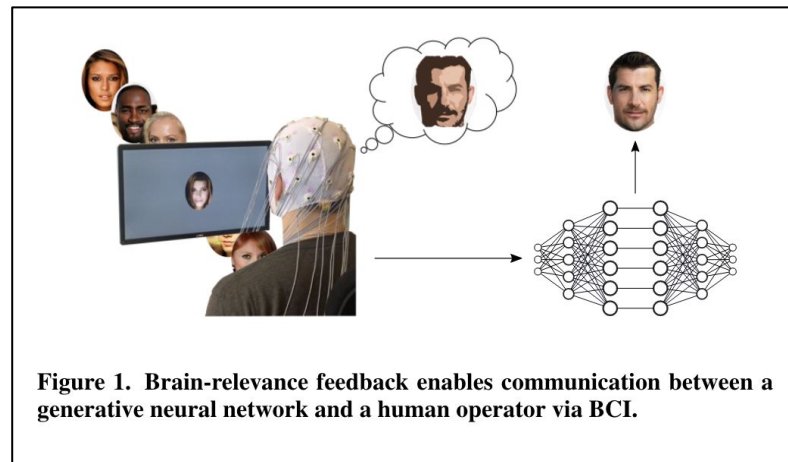 Figure 1. Brain-relevance feedback enables communication between a
generative neural network and a human operator via BCI.